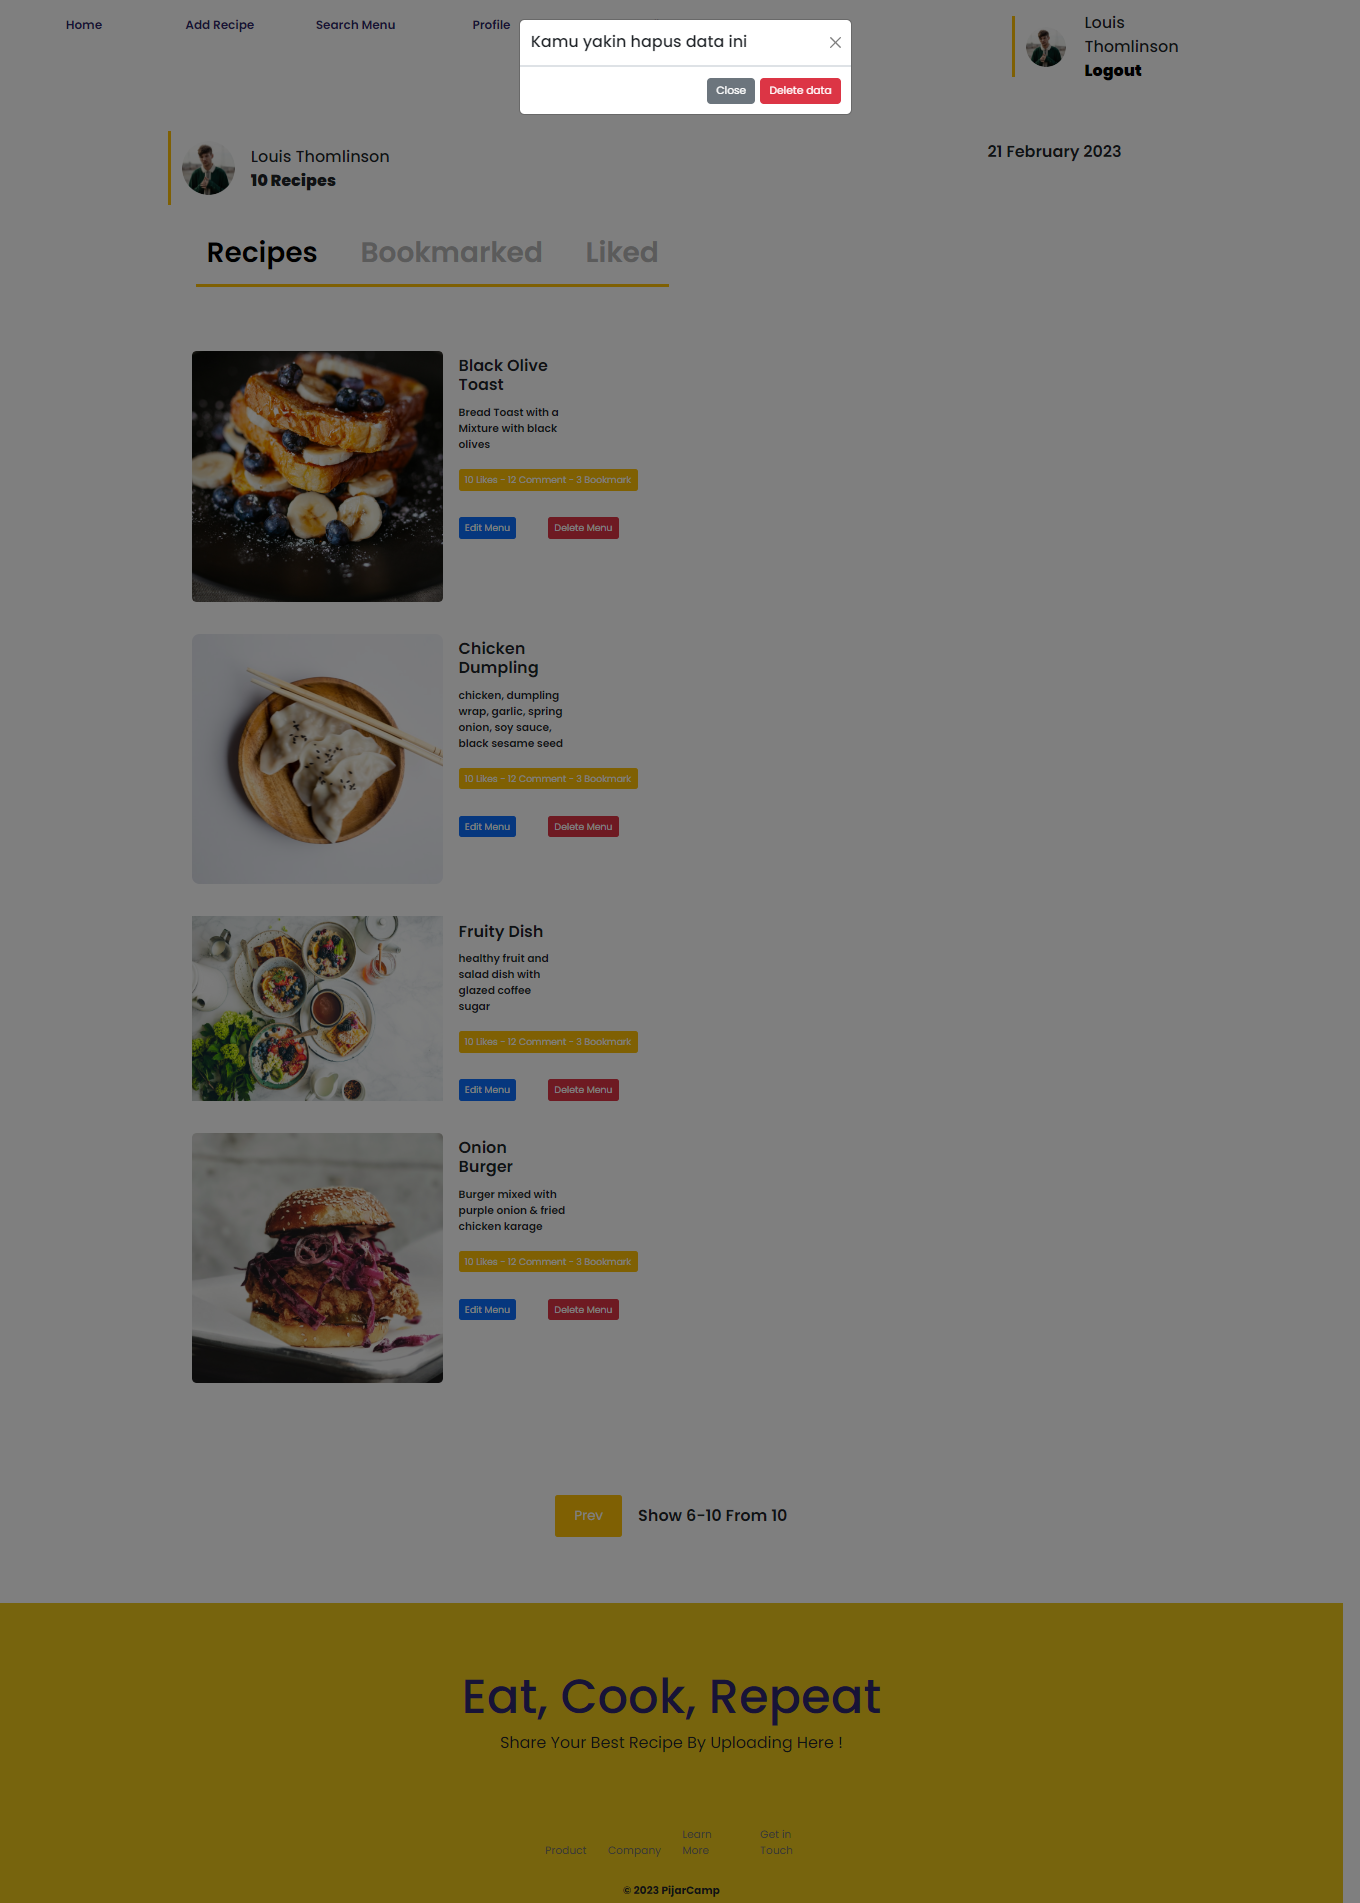 Home
Add Recipe
Search Menu
Profile
Kamu yakin hapus data ini
Close
Delete data
Louis
Thomlinson
Logout
Louis Thomlinson
10 Recipes
21 February 2023
Recipes
Bookmarked
Liked
Black Olive
Toast
Bread Toast with a
Mixture with black
olives
10 Likes - 12 Comment - 3 Bookmark
Edit Menu
Delete Menu
Chicken
Dumpling
chicken, dumpling
wrap, garlic, spring
onion, soy sauce,
black sesame seed
10 Likes - 12 Comment - 3 Bookmark
Edit Menu
Delete Menu
Fruity Dish
healthy fruit and
salad dish with
glazed coffee
sugar
10 Likes - 12 Comment - 3 Bookmark
Edit Menu
Delete Menu
Onion
Burger
Burger mixed with
purple onion & fried
chicken karage
10 Likes - 12 Comment - 3 Bookmark
Edit Menu
Delete Menu
Prev
Show 6-10 From 10
Eat, Cook, Repeat
Share Your Best Recipe By Uploading Here !
Product
Company
Learn
More
Get in
Touch
© 2023 PijarCamp